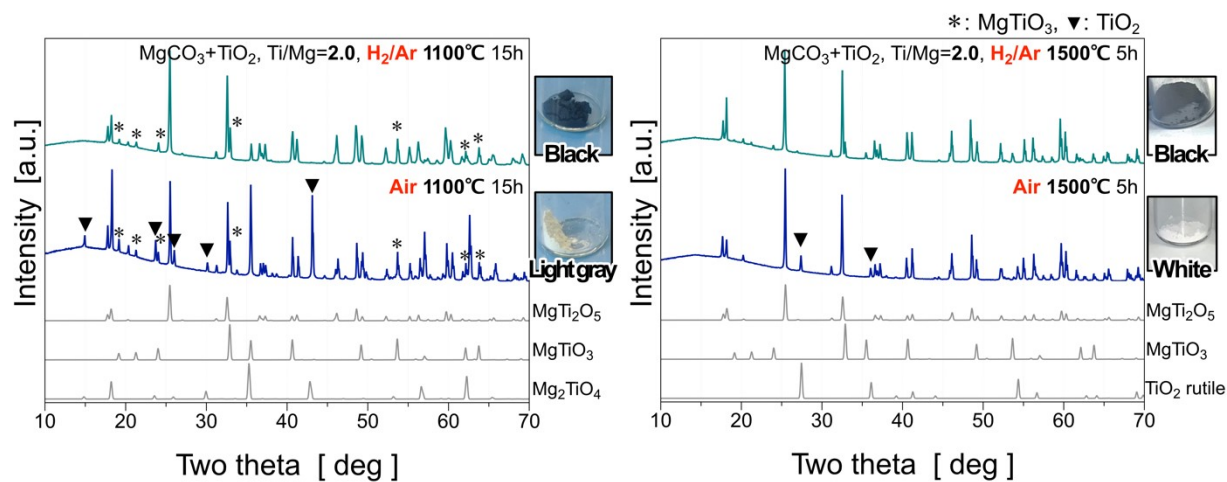 *: MgTiO₃, ▼: TiO₂
MgCO₃+TiO₂, Ti/Mg=2.0, H₂/Ar 1100℃ 15h
Black
Air 1100℃ 15h
Light gray
MgTi₂O₅
MgTiO₃
Mg₂TiO₄
Intensity [a.u.]
10 20 30 40 50 60 70
Two theta [ deg ]
MgCO₃+TiO₂, Ti/Mg=2.0, H₂/Ar 1500℃ 5h
Black
Air 1500℃ 5h
White
MgTi₂O₅
MgTiO₃
TiO₂ rutile
Intensity [a.u.]
10 20 30 40 50 60 70
Two theta [ deg ]